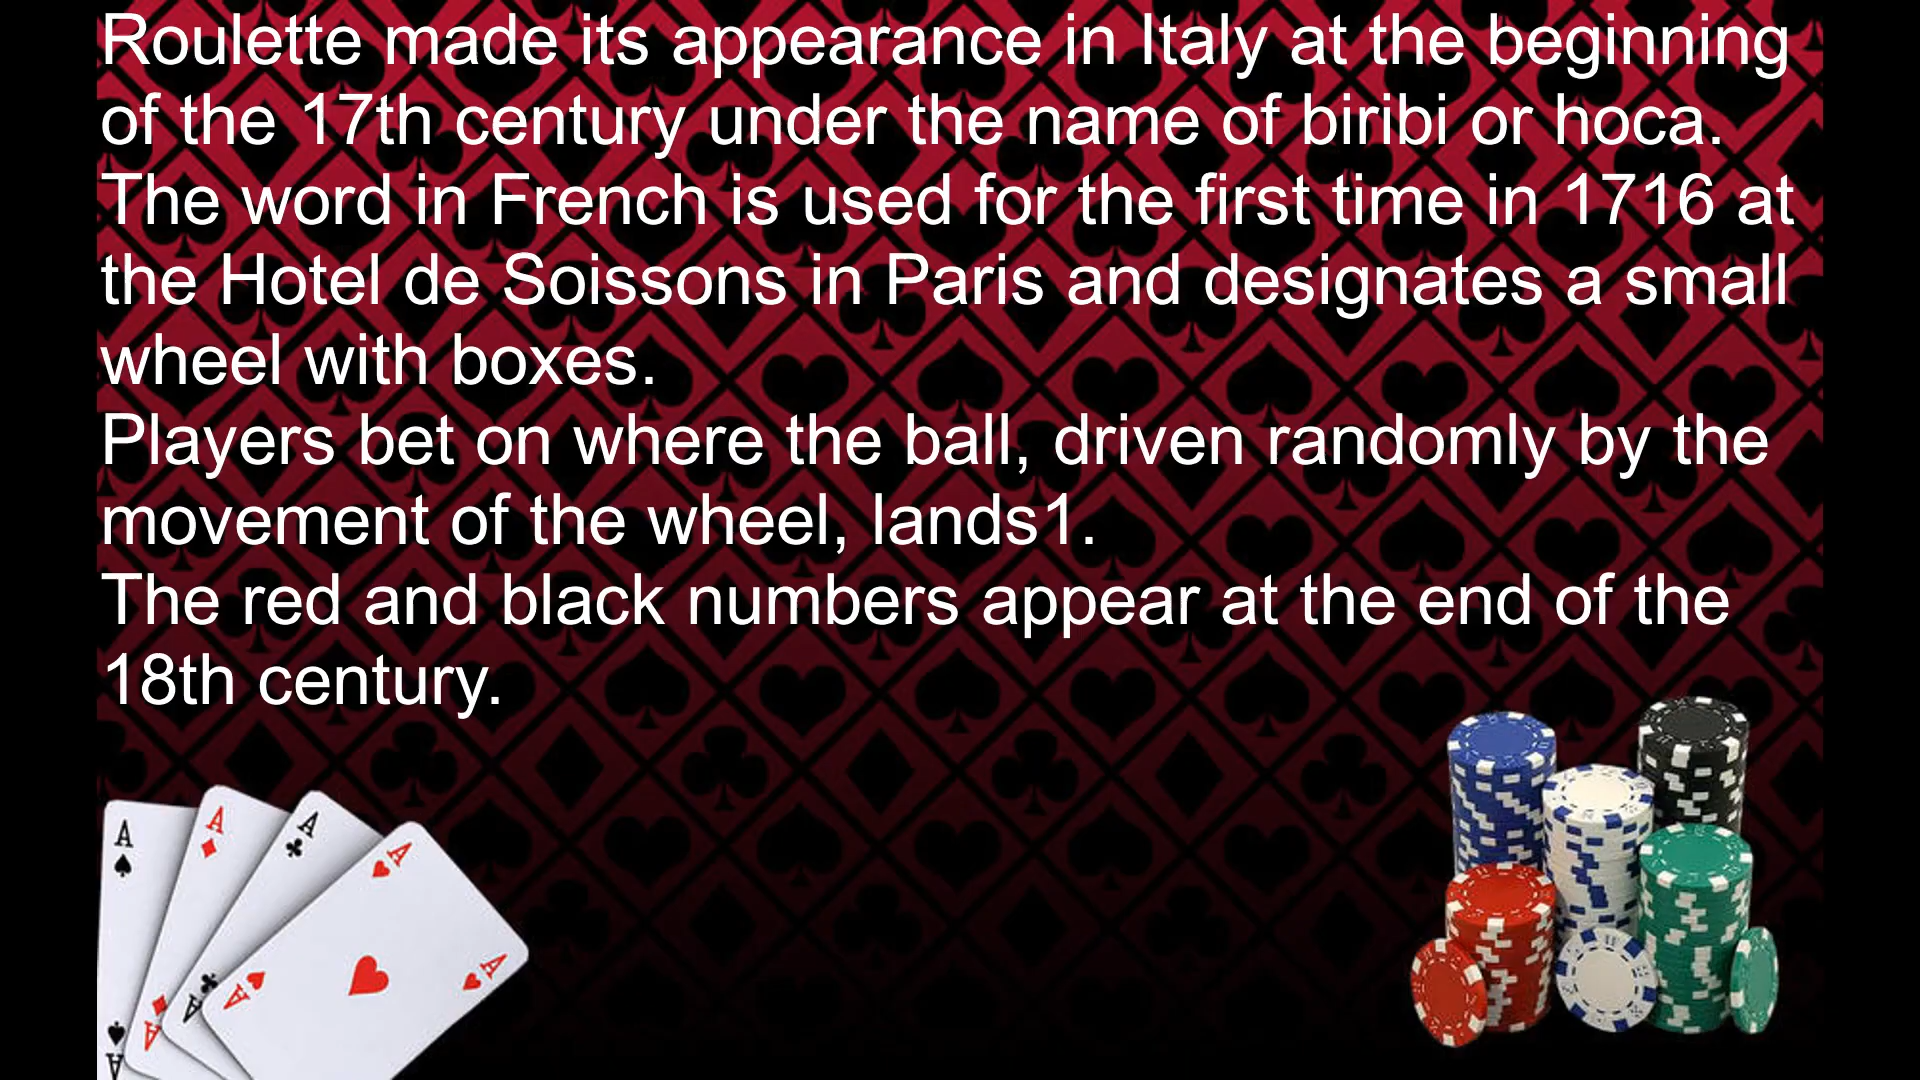 Roulette made its appearance in Italy at the beginning
of the 17th century under the name of biribi or hoca.
The word in French is used for the first time in 1716 at
the Hotel de Soissons in Paris and designates a small
wheel with boxes.
Players bet on where the ball, driven randomly by the
movement of the wheel, lands1.
The red and black numbers appear at the end of the
18th century.
A
A
A
A
A
A
A
A
A